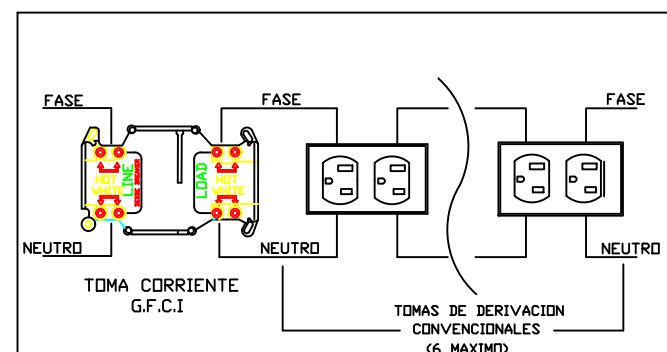 FASE
FASE
FASE
HOT
WHITE
LINE
LOAD
HOT
WHITE
NEUTRO
NEUTRO
NEUTRO
TOMA CORRIENTE
G.F.C.I
TOMAS DE DERIVACION
CONVENCIONALES
(6 MAXIMO)